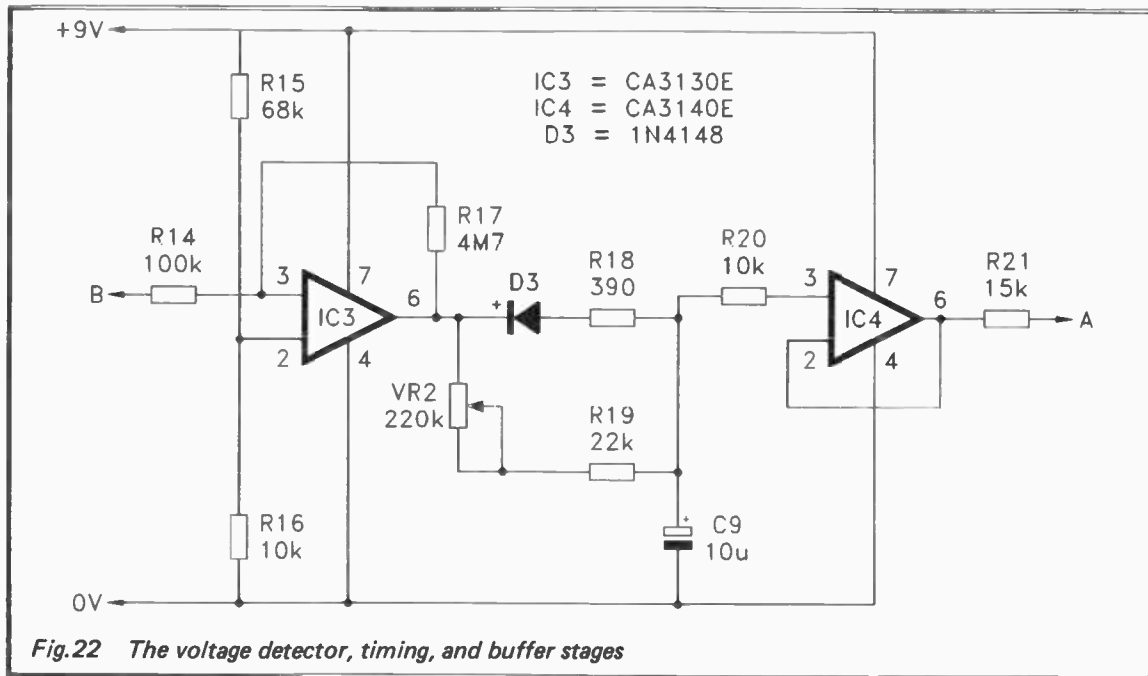 +9V
R15
68k
IC3 = CA3130E
IC4 = CA3140E
D3 = 1N4148
R17
4M7
R14
100k
B
3
7
IC3
6
2
4
D3
+
R18
390
R20
10k
3
7
IC4
6
2
4
R21
15k
A
VR2
220k
R19
22k
R16
10k
+
C9
10u
0V
Fig.22 The voltage detector, timing, and buffer stages